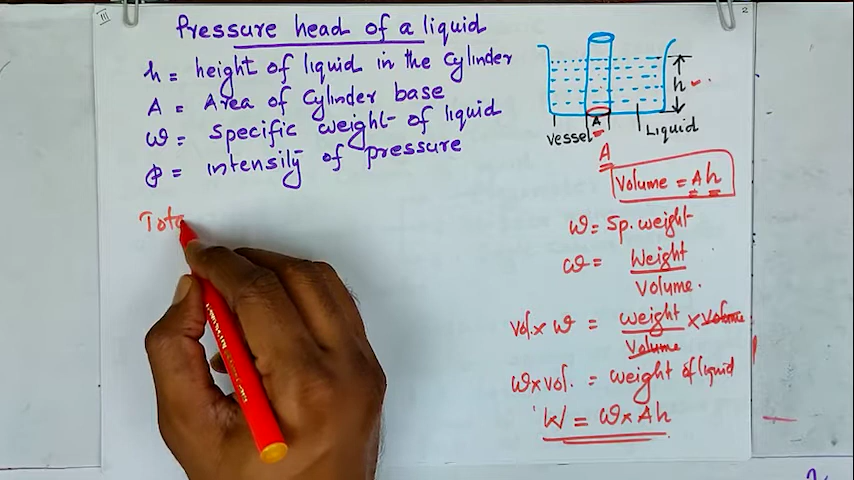 Pressure head of a liquid
h = height of liquid in the cylinder
A = Area of Cylinder base
w = specific weight of liquid
p = intensity of pressure
Tota
h
A
Vessel
Liquid
A
Volume = A h
w = Sp. weight
w = Weight / Volume.
Vol. x w = weight / Volume x Volume
w x vol. = weight of liquid
W = w x Ah
2